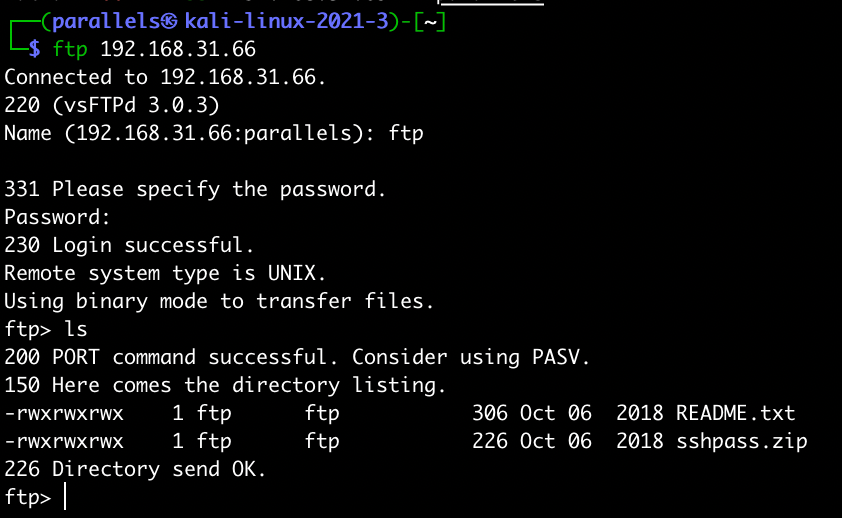 (parallels㉿kali-linux-2021-3)-[~]
$ ftp 192.168.31.66
Connected to 192.168.31.66.
220 (vsFTPd 3.0.3)
Name (192.168.31.66:parallels): ftp
331 Please specify the password.
Password:
230 Login successful.
Remote system type is UNIX.
Using binary mode to transfer files.
ftp> ls
200 PORT command successful. Consider using PASV.
150 Here comes the directory listing.
-rwxrwxrwx    1 ftp      ftp           306 Oct 06  2018 README.txt
-rwxrwxrwx    1 ftp      ftp           226 Oct 06  2018 sshpass.zip
226 Directory send OK.
ftp>